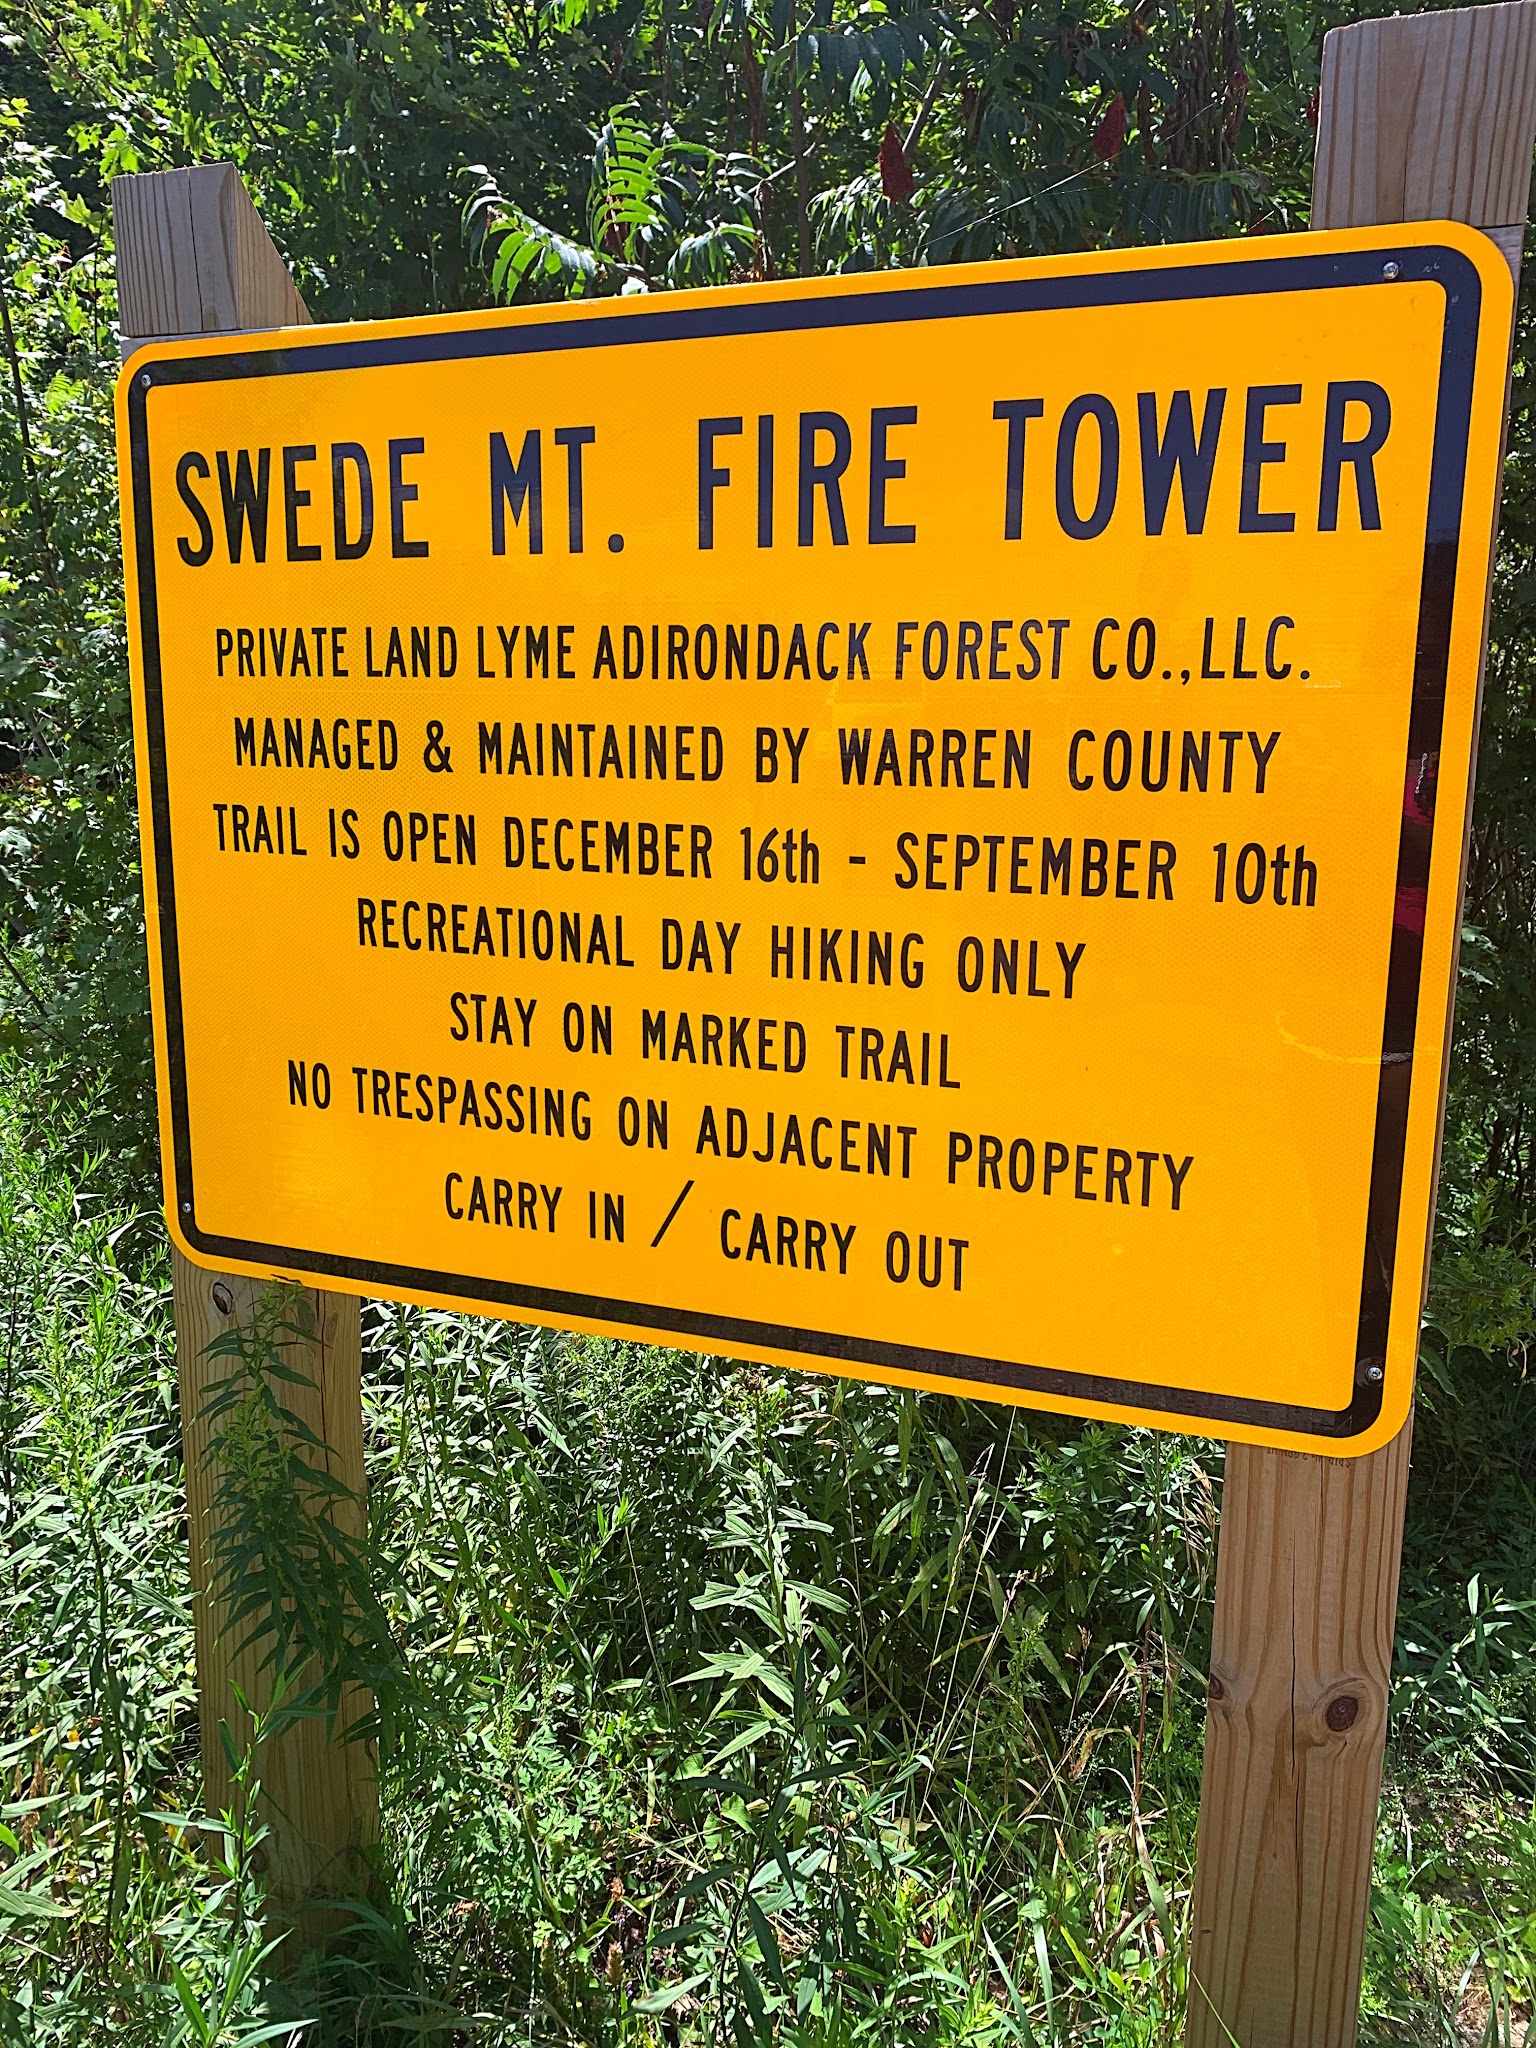 SWEDE MT. FIRE TOWER
PRIVATE LAND LYME ADIRONDACK FOREST CO.,LLC.
MANAGED & MAINTAINED BY WARREN COUNTY
TRAIL IS OPEN DECEMBER 16th - SEPTEMBER 10th
RECREATIONAL DAY HIKING ONLY
STAY ON MARKED TRAIL
NO TRESPASSING ON ADJACENT PROPERTY
CARRY IN / CARRY OUT